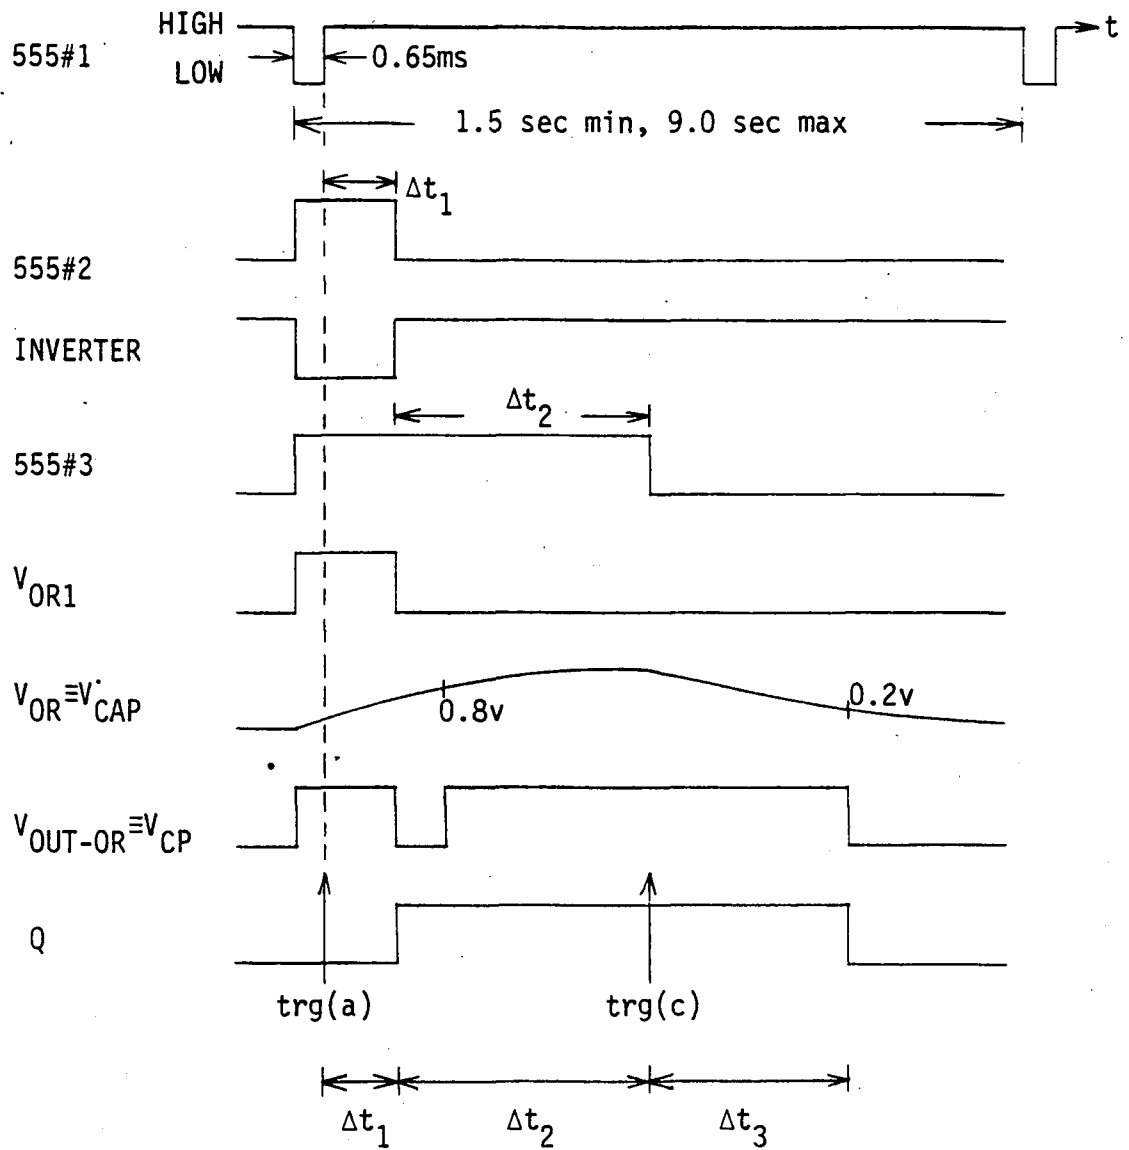 HIGH
t
555#1
LOW
0.65ms
1.5 sec min, 9.0 sec max
Δt1
555#2
INVERTER
Δt2
555#3
VOR1
VOR≡VCAP
0.8v
0.2v
VOUT-OR≡VCP
Q
trg(a)
trg(c)
Δt1
Δt2
Δt3